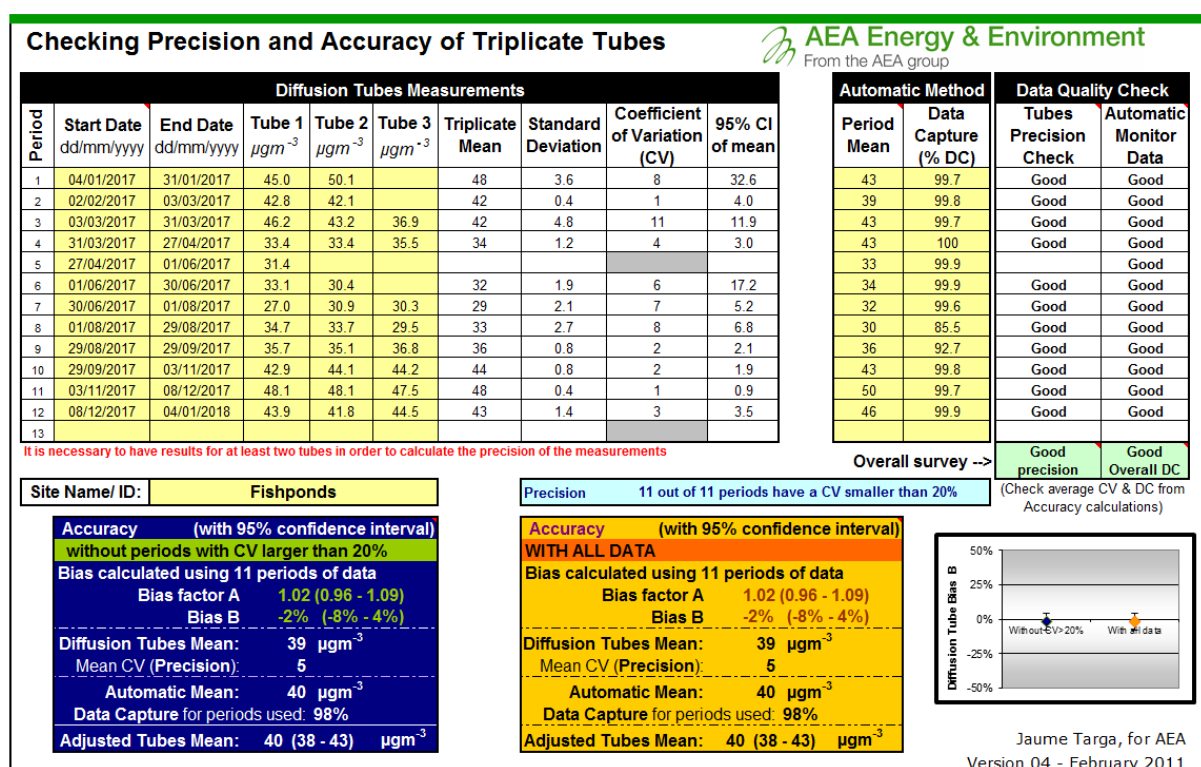 Checking Precision and Accuracy of Triplicate Tubes
AEA Energy & Environment
From the AEA group
Diffusion Tubes Measurements
Automatic Method
Data Quality Check
Period Start Date dd/mm/yyyy End Date dd/mm/yyyy Tube 1 µgm-3 Tube 2 µgm-3 Tube 3 µgm-3 Triplicate Mean Standard Deviation Coefficient of Variation (CV) 95% CI of mean Period Mean Data Capture (% DC) Tubes Precision Check Automatic Monitor Data
1 04/01/2017 31/01/2017 45.0 50.1 48 3.6 8 32.6 43 99.7 Good Good
2 02/02/2017 03/03/2017 42.8 42.1 42 0.4 1 4.0 39 99.8 Good Good
3 03/03/2017 31/03/2017 46.2 43.2 36.9 42 4.8 11 11.9 43 99.7 Good Good
4 31/03/2017 27/04/2017 33.4 33.4 35.5 34 1.2 4 3.0 43 100 Good Good
5 27/04/2017 01/06/2017 31.4 33 99.9 Good
6 01/06/2017 30/06/2017 33.1 30.4 32 1.9 6 17.2 34 99.9 Good Good
7 30/06/2017 01/08/2017 27.0 30.9 30.3 29 2.1 7 5.2 32 99.6 Good Good
8 01/08/2017 29/08/2017 34.7 33.7 29.5 33 2.7 8 6.8 30 85.5 Good Good
9 29/08/2017 29/09/2017 35.7 35.1 36.8 36 0.8 2 2.1 36 92.7 Good Good
10 29/09/2017 03/11/2017 42.9 44.1 44.2 44 0.8 2 1.9 43 99.8 Good Good
11 03/11/2017 08/12/2017 48.1 48.1 47.5 48 0.4 1 0.9 50 99.7 Good Good
12 08/12/2017 04/01/2018 43.9 41.8 44.5 43 1.4 3 3.5 46 99.9 Good Good
13
It is necessary to have results for at least two tubes in order to calculate the precision of the measurements
Overall survey -->
Good precision
Good Overall DC
Site Name/ ID: Fishponds
Precision 11 out of 11 periods have a CV smaller than 20%
(Check average CV & DC from
Accuracy calculations)
Accuracy (with 95% confidence interval)
without periods with CV larger than 20%
Bias calculated using 11 periods of data
Bias factor A 1.02 (0.96 - 1.09)
Bias B -2% (-8% - 4%)
Diffusion Tubes Mean: 39 µgm-3
Mean CV (Precision): 5
Automatic Mean: 40 µgm-3
Data Capture for periods used: 98%
Adjusted Tubes Mean: 40 (38 - 43) µgm-3
Accuracy (with 95% confidence interval)
WITH ALL DATA
Bias calculated using 11 periods of data
Bias factor A 1.02 (0.96 - 1.09)
Bias B -2% (-8% - 4%)
Diffusion Tubes Mean: 39 µgm-3
Mean CV (Precision): 5
Automatic Mean: 40 µgm-3
Data Capture for periods used: 98%
Adjusted Tubes Mean: 40 (38 - 43) µgm-3
Diffusion Tube Bias B
50%
25%
0%
-25%
-50%
Without CV>20%
With all data
Jaume Targa, for AEA
Version 04 - February 2011